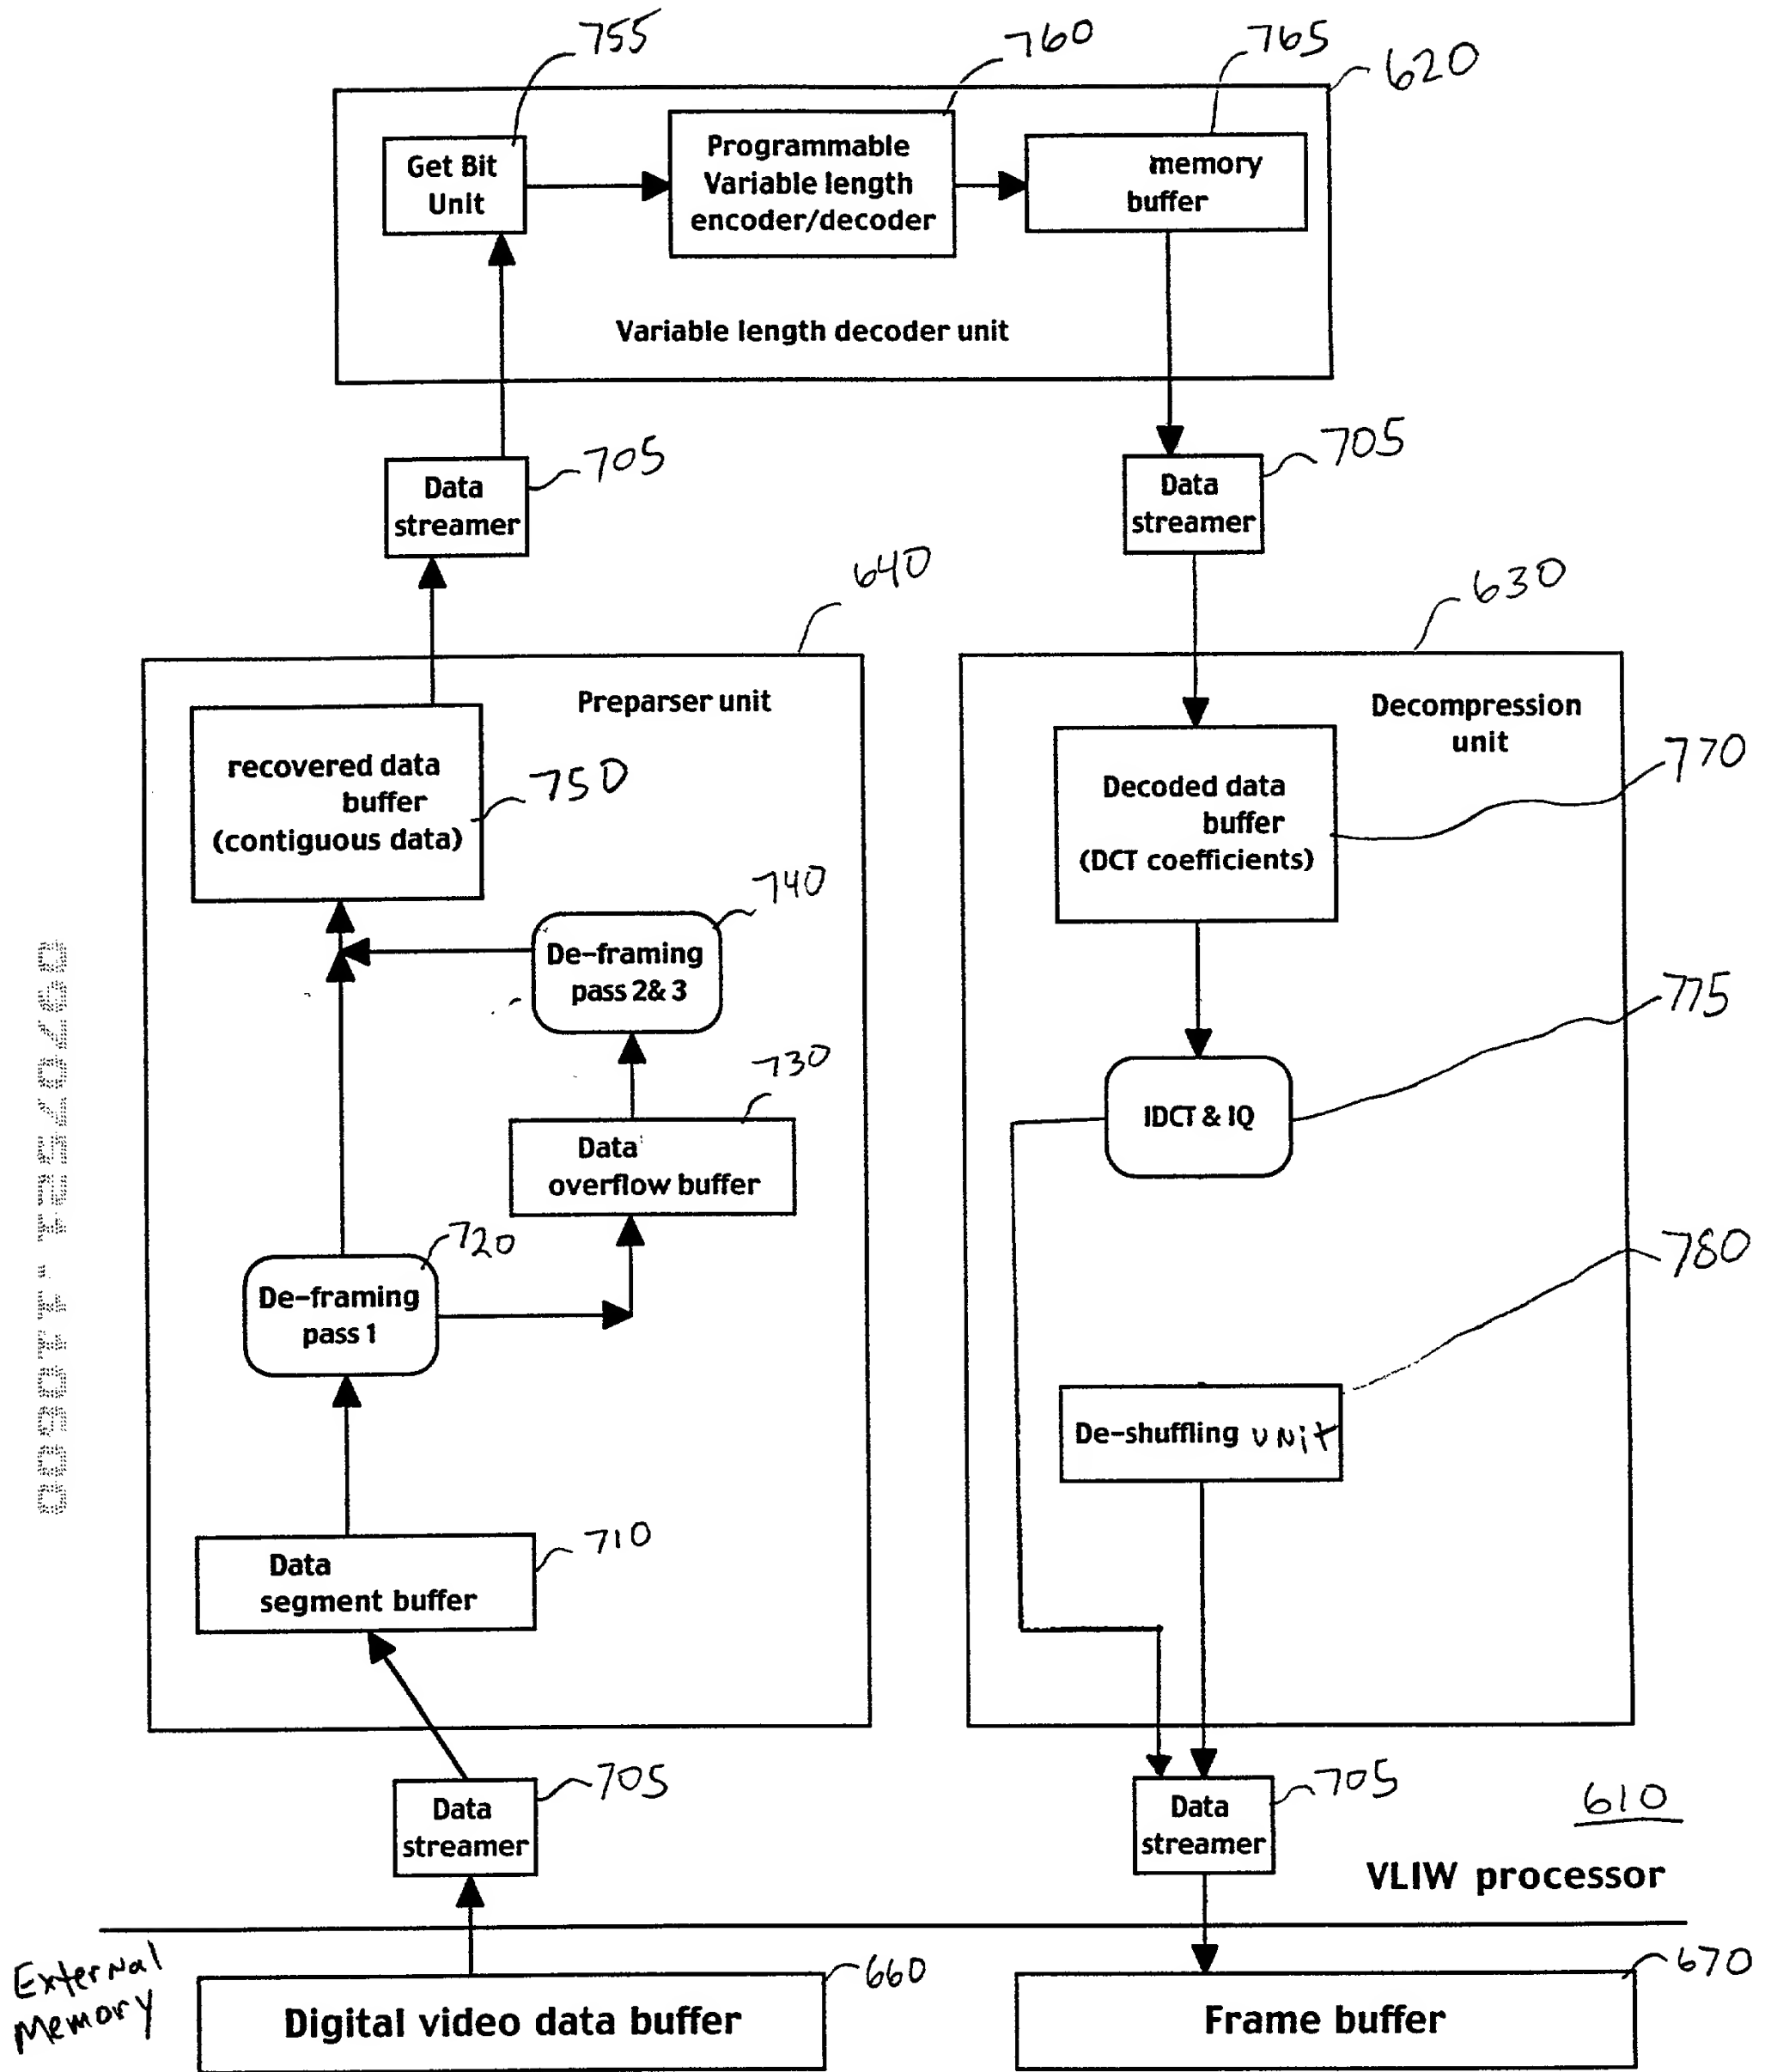 755
760
765
620
Get Bit
Unit
Programmable
Variable length
encoder/decoder
memory
buffer
Variable length decoder unit
705
Data
streamer
705
Data
streamer
640
630
Preparser unit
recovered data
buffer
(contiguous data)
750
Decompression
unit
Decoded data
buffer
(DCT coefficients)
770
740
De-framing
pass 2& 3
730
Data
overflow buffer
775
IDCT & IQ
720
De-framing
pass 1
780
De-shuffling UNit
710
Data
segment buffer
705
Data
streamer
705
Data
streamer
610
VLIW processor
External
Memory
660
Digital video data buffer
670
Frame buffer